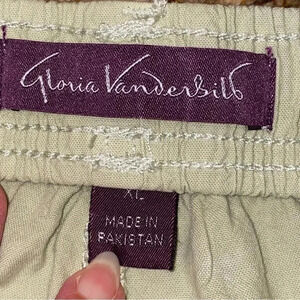 Gloria Vanderbilt
XL
MADE IN
PAKISTAN